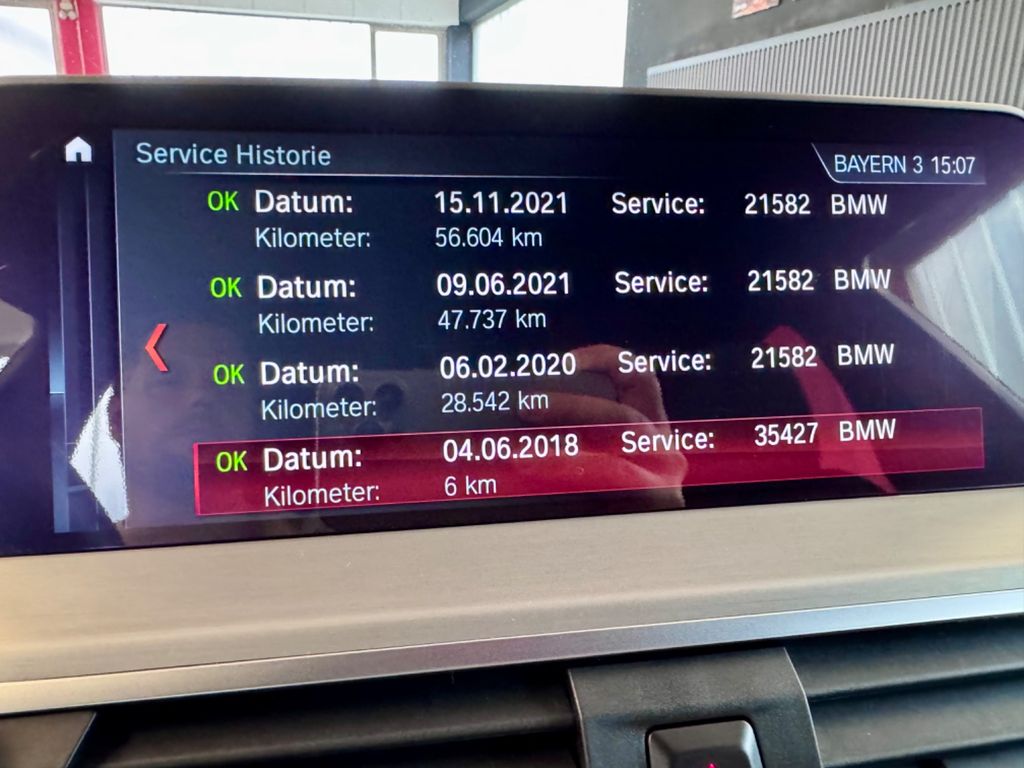 Service Historie
BAYERN 3 15:07
OK Datum: 15.11.2021 Service: 21582 BMW
Kilometer: 56.604 km
OK Datum: 09.06.2021 Service: 21582 BMW
Kilometer: 47.737 km
OK Datum: 06.02.2020 Service: 21582 BMW
Kilometer: 28.542 km
OK Datum: 04.06.2018 Service: 35427 BMW
Kilometer: 6 km